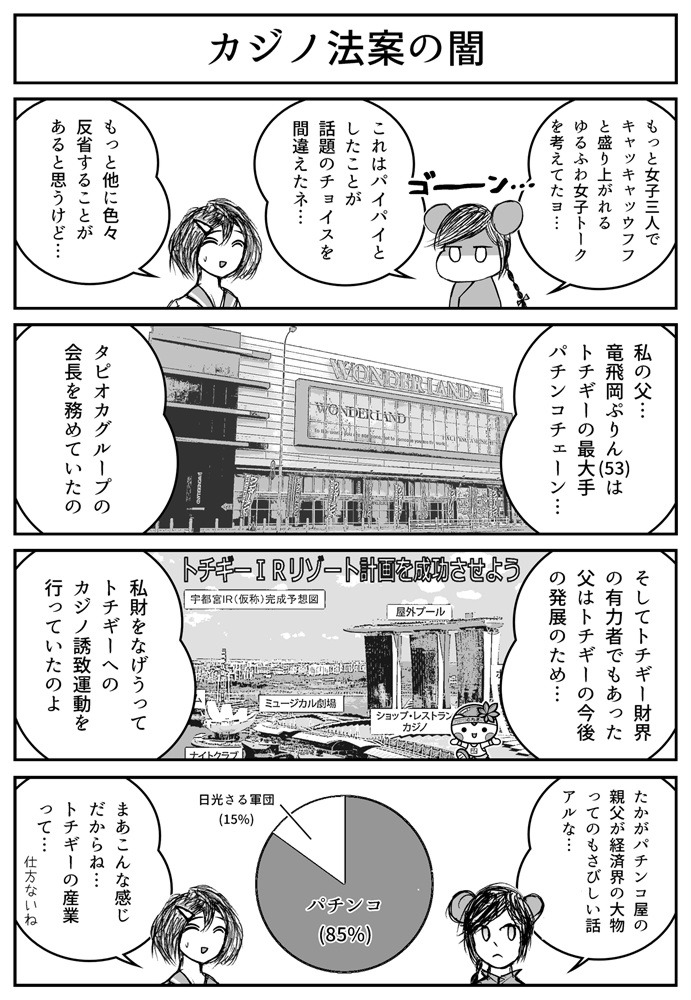 カジノ法案の闇
もっと女子三人で
キャッキャッウフフ
と盛り上がれる
ゆるふわ女子トーク
を考えてたヨ…
ゴーーン…
これはパイパイと
したことが
話題のチョイスを
間違えたネ…
もっと他に色々
反省することが
あると思うけど…
私の父…
竜飛岡ぷりん(53)は
トチギーの最大手
パチンコチェーン…
WONDERLAND-II
WONDERLAND
タピオカグループの
会長を務めていたの
そしてトチギー財界
の有力者でもあった
父はトチギーの今後
の発展のため…
トチギーIRリゾート計画を成功させよう
宇都宮IR(仮称)完成予想図
屋外プール
ミュージカル劇場
ショップ・レストラン
カジノ
ナイトクラブ
私財をなげうって
トチギーへの
カジノ誘致運動を
行っていたのよ
たかがパチンコ屋の
親父が経済界の大物
ってのもさびしい話
アルな…
日光さる軍団
(15%)
パチンコ
(85%)
まあこんな感じ
だからね…
トチギーの産業
って…
仕方ないね